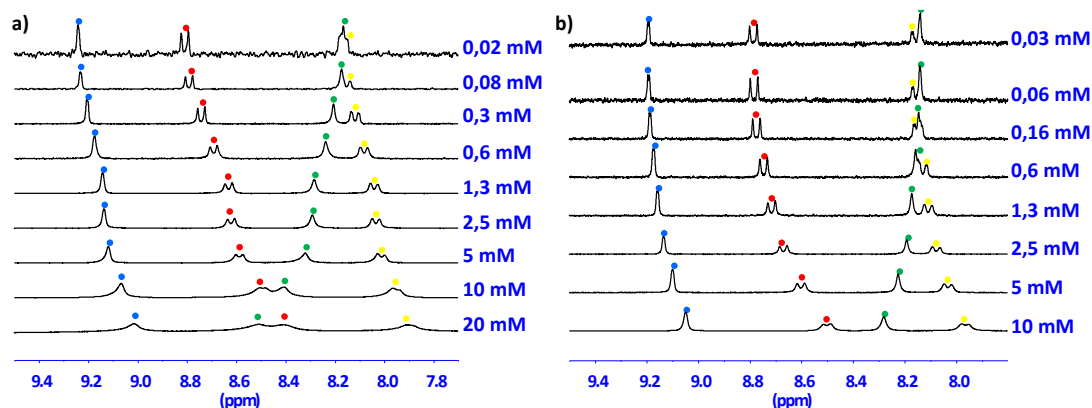 a)
0,02 mM
0,08 mM
0,3 mM
0,6 mM
1,3 mM
2,5 mM
5 mM
10 mM
20 mM
9.4 9.2 9.0 8.8 8.6 8.4 8.2 8.0 7.8
(ppm)
b)
0,03 mM
0,06 mM
0,16 mM
0,6 mM
1,3 mM
2,5 mM
5 mM
10 mM
9.4 9.2 9.0 8.8 8.6 8.4 8.2 8.0
(ppm)